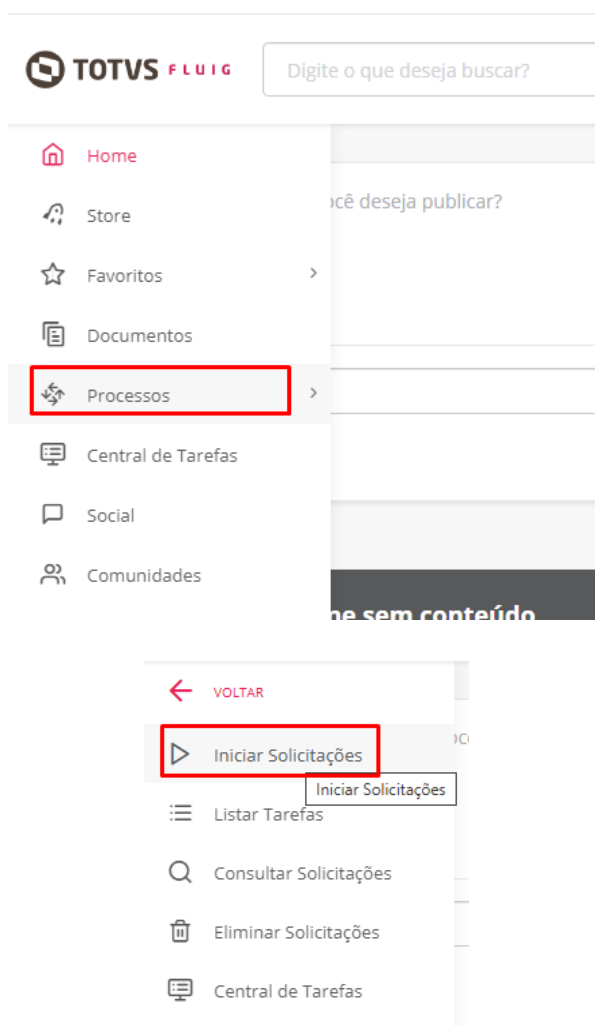 TOTVS FLUIG
Digite o que deseja buscar?
Home
ocê deseja publicar?
Store
Favoritos
Documentos
Processos
Central de Tarefas
Social
Comunidades
ne sem conteúdo
VOLTAR
Iniciar Solicitações
Iniciar Solicitações
Listar Tarefas
Consultar Solicitações
Eliminar Solicitações
Central de Tarefas